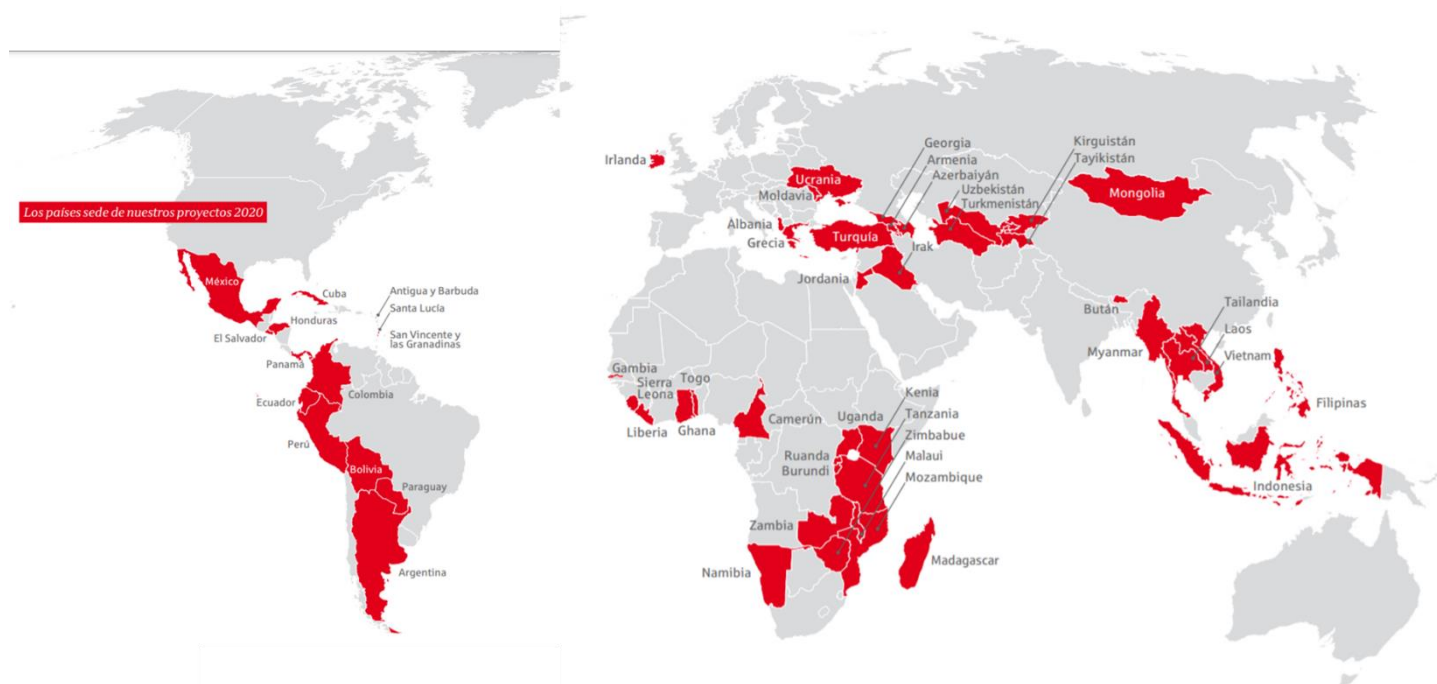 Los países sede de nuestros proyectos 2020
México
Cuba
Antigua y Barbuda
Santa Lucía
Honduras
El Salvador
San Vincente y
las Granadinas
Panamá
Colombia
Ecuador
Perú
Bolivia
Paraguay
Argentina
Irlanda
Ucrania
Moldavia
Albania
Grecia
Turquía
Georgia
Armenia
Azerbaiyán
Uzbekistán
Turkmenistán
Kirguistán
Tayikistán
Mongolia
Irak
Jordania
Bután
Myanmar
Tailandia
Laos
Vietnam
Filipinas
Indonesia
Gambia
Sierra
Leona
Togo
Liberia
Ghana
Camerún
Uganda
Kenia
Tanzania
Zimbabue
Malaui
Mozambique
Ruanda
Burundi
Zambia
Namibia
Madagascar